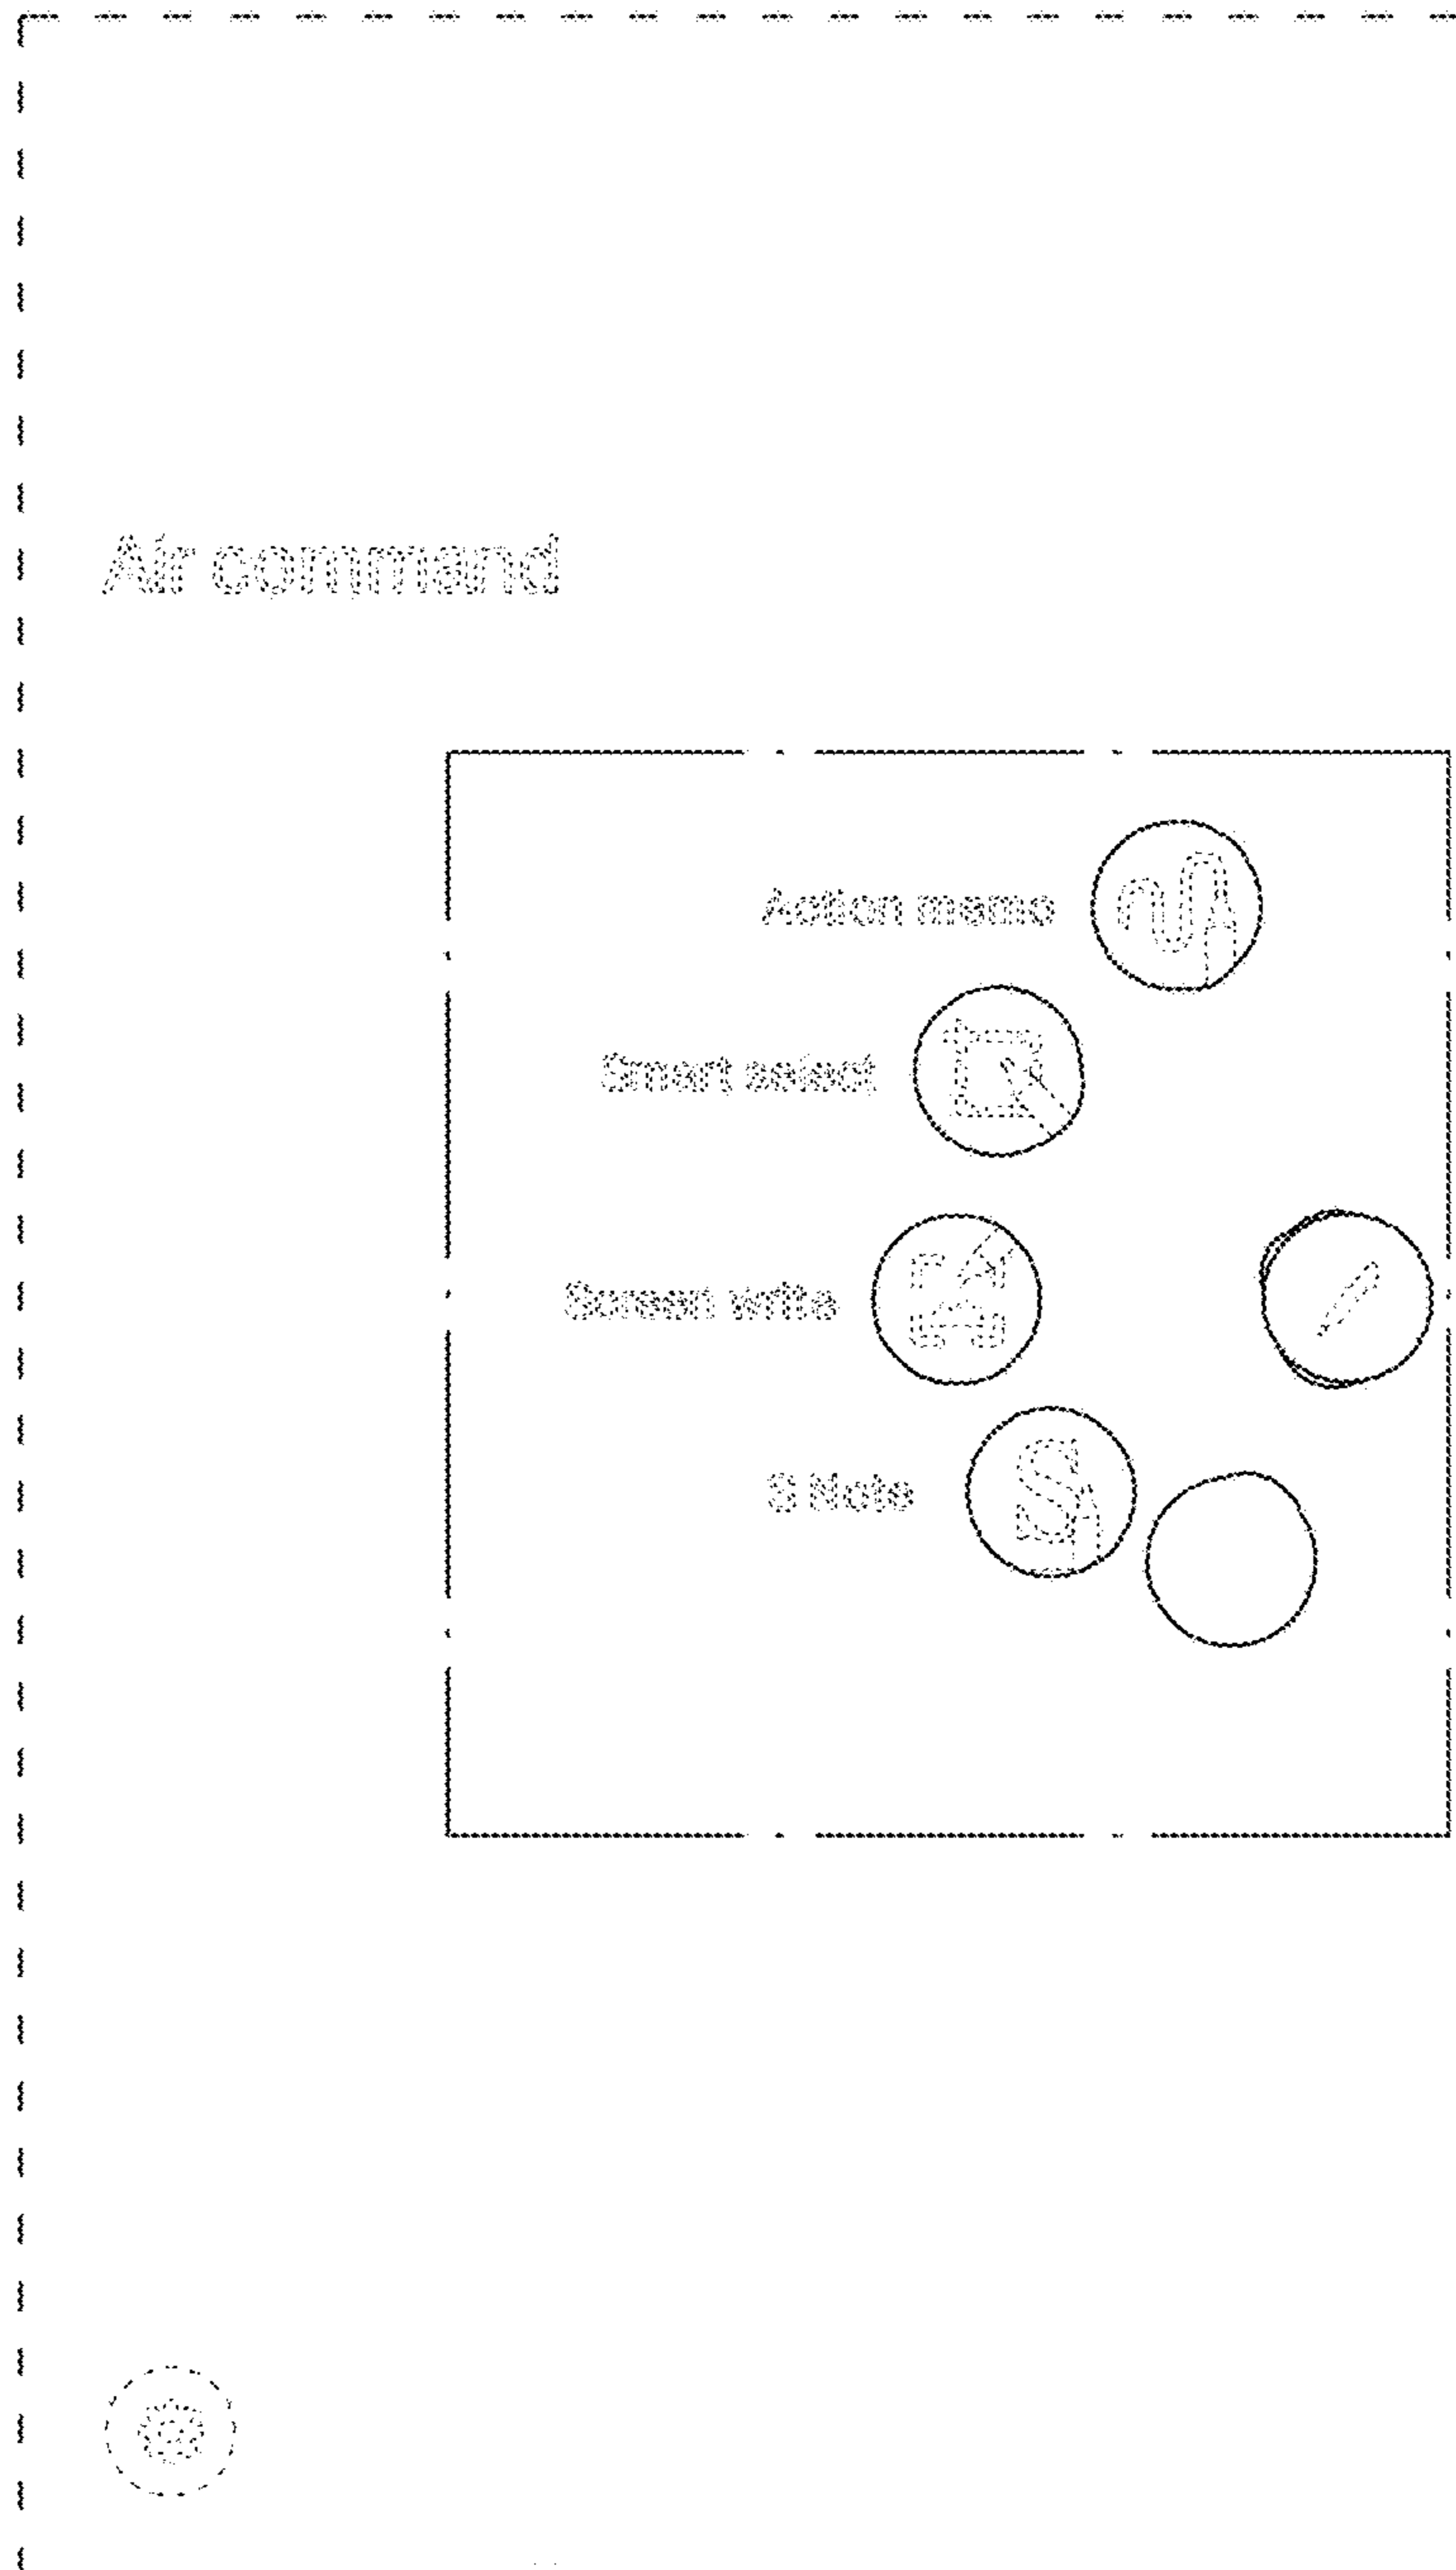 Air command
Action memo
Smart select
Screen write
S Note